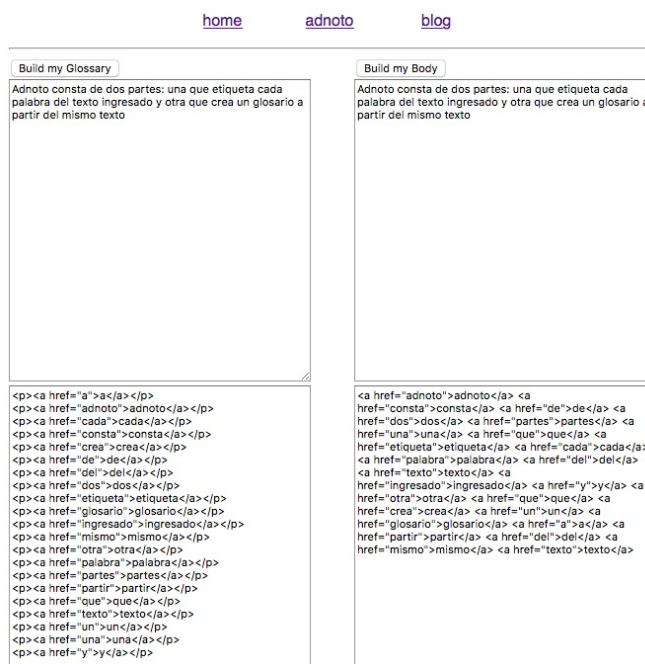 home adnoto blog
Build my Glossary
Adnoto consta de dos partes: una que etiqueta cada
palabra del texto ingresado y otra que crea un glosario a
partir del mismo texto
<p><a href="a">a</a></p>
<p><a href="adnoto">adnoto</a></p>
<p><a href="cada">cada</a></p>
<p><a href="consta">consta</a></p>
<p><a href="crea">crea</a></p>
<p><a href="de">de</a></p>
<p><a href="del">del</a></p>
<p><a href="dos">dos</a></p>
<p><a href="etiqueta">etiqueta</a></p>
<p><a href="glosario">glosario</a></p>
<p><a href="ingresado">ingresado</a></p>
<p><a href="mismo">mismo</a></p>
<p><a href="otra">otra</a></p>
<p><a href="palabra">palabra</a></p>
<p><a href="partes">partes</a></p>
<p><a href="partir">partir</a></p>
<p><a href="que">que</a></p>
<p><a href="texto">texto</a></p>
<p><a href="un">un</a></p>
<p><a href="una">una</a></p>
<p><a href="y">y</a></p>
Build my Body
Adnoto consta de dos partes: una que etiqueta cada
palabra del texto ingresado y otra que crea un glosario a
partir del mismo texto
<a href="adnoto">adnoto</a> <a
href="consta">consta</a> <a href="de">de</a> <a
href="dos">dos</a> <a href="partes">partes</a> <a
href="una">una</a> <a href="que">que</a> <a
href="etiqueta">etiqueta</a> <a href="cada">cada</a>
<a href="palabra">palabra</a> <a href="del">del</a>
<a href="texto">texto</a> <a
href="ingresado">ingresado</a> <a href="y">y</a> <a
href="otra">otra</a> <a href="que">que</a> <a
href="crea">crea</a> <a href="un">un</a> <a
href="glosario">glosario</a> <a href="a">a</a> <a
href="partir">partir</a> <a href="del">del</a> <a
href="mismo">mismo</a> <a href="texto">texto</a>